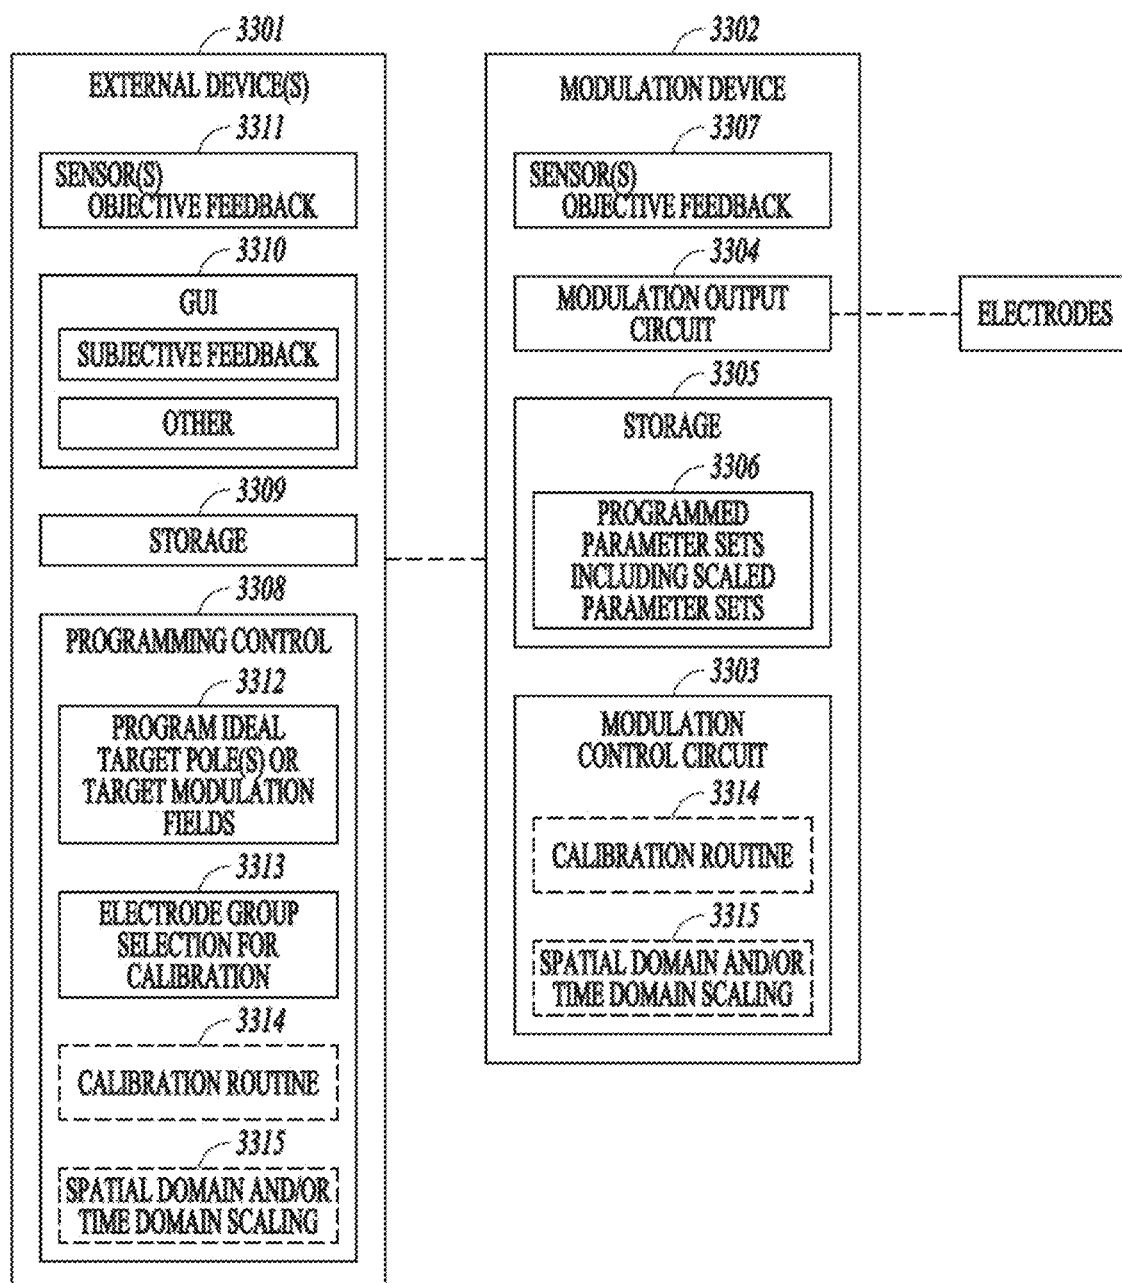 3301
EXTERNAL DEVICE(S)
3311
SENSOR(S)
OBJECTIVE FEEDBACK
3310
GUI
SUBJECTIVE FEEDBACK
OTHER
3309
STORAGE
3308
PROGRAMMING CONTROL
3312
PROGRAM IDEAL
TARGET POLE(S) OR
TARGET MODULATION
FIELDS
3313
ELECTRODE GROUP
SELECTION FOR
CALIBRATION
3314
CALIBRATION ROUTINE
3315
SPATIAL DOMAIN AND/OR
TIME DOMAIN SCALING
3302
MODULATION DEVICE
3307
SENSOR(S)
OBJECTIVE FEEDBACK
3304
MODULATION OUTPUT
CIRCUIT
3305
STORAGE
3306
PROGRAMMED
PARAMETER SETS
INCLUDING SCALED
PARAMETER SETS
3303
MODULATION
CONTROL CIRCUIT
3314
CALIBRATION ROUTINE
3315
SPATIAL DOMAIN AND/OR
TIME DOMAIN SCALING
ELECTRODES